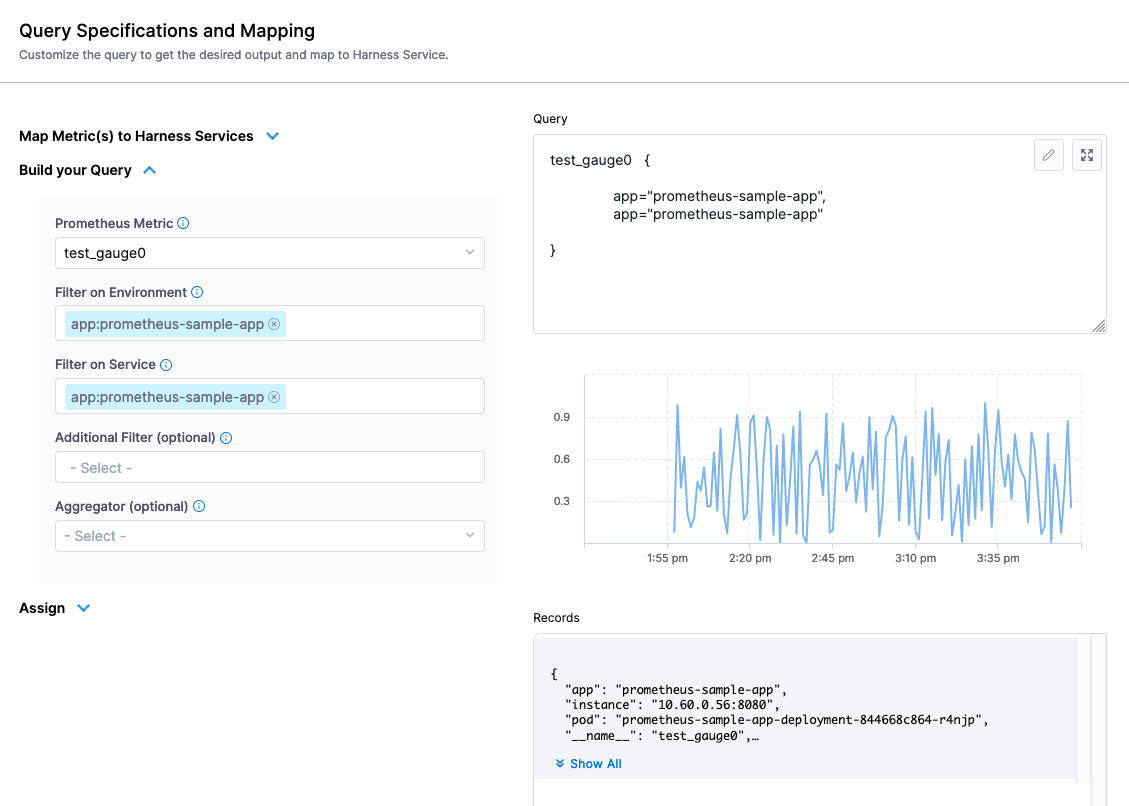 Query Specifications and Mapping
Customize the query to get the desired output and map to Harness Service.
Map Metric(s) to Harness Services
Build your Query
Prometheus Metric
test_gauge0
Filter on Environment
app:prometheus-sample-app
Filter on Service
app:prometheus-sample-app
Additional Filter (optional)
- Select -
Aggregator (optional)
- Select -
Assign
Query
test_gauge0 {
app="prometheus-sample-app",
app="prometheus-sample-app"
}
0.9
0.6
0.3
1:55 pm 2:20 pm 2:45 pm 3:10 pm 3:35 pm
Records
{
"app": "prometheus-sample-app",
"instance": "10.60.0.56:8080",
"pod": "prometheus-sample-app-deployment-844668c864-r4njp",
"__name__": "test_gauge0",…
Show All